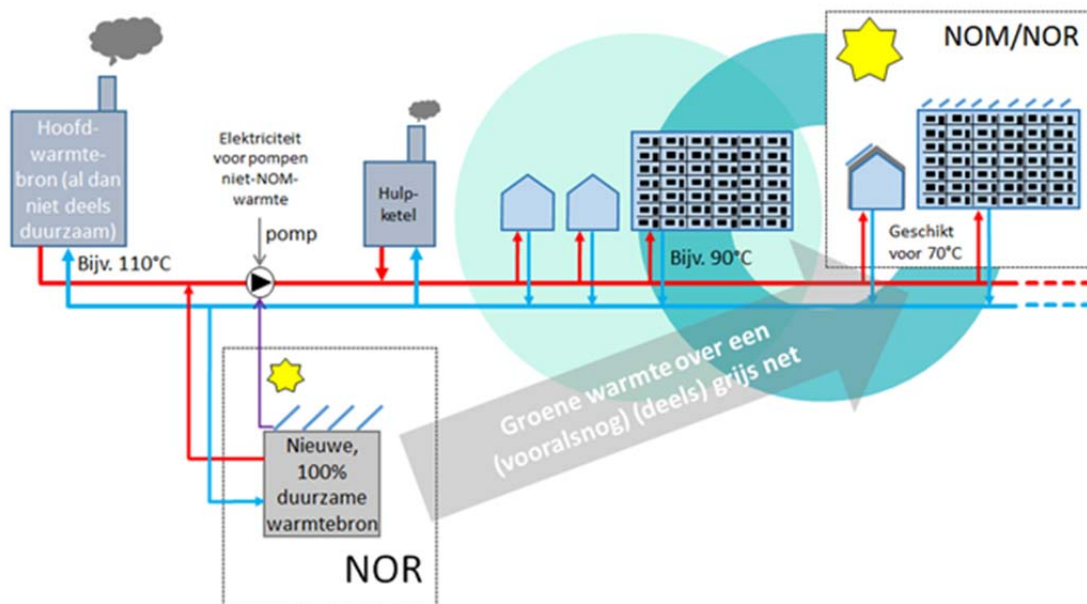 NOM/NOR
Hoofd-
warmte-
bron (al dan
niet deels
duurzaam)
Elektriciteit
voor pompen
niet-NOM-
warmte
Hulp-
ketel
pomp
Bijv. 110°C
Bijv. 90°C
Geschikt
voor 70°C
Groene warmte over een
(vooralsnog) (deels) grijs net
Nieuwe,
100%
duurzame
warmtebron
NOR